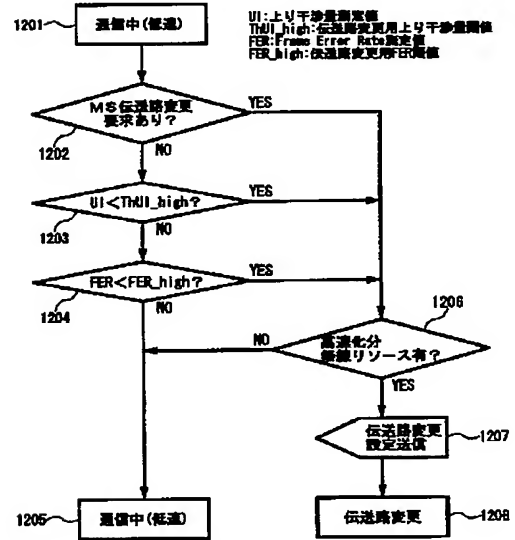 1201
通信中(低速)
UI:上り干渉量測定値
ThUI_high:伝送路変更用上り干渉量閾値
FER:Frame Error Rate測定値
FER_high:伝送路変更用FER閾値
MS伝送路変更
要求あり?
YES
1202
NO
UI<ThUI_high?
YES
1203
NO
FER<FER_high?
YES
1204
NO
1206
高速化分
無線リソース有?
NO
YES
伝送路変更
設定送信
1207
1205
通信中(低速)
伝送路変更
1208